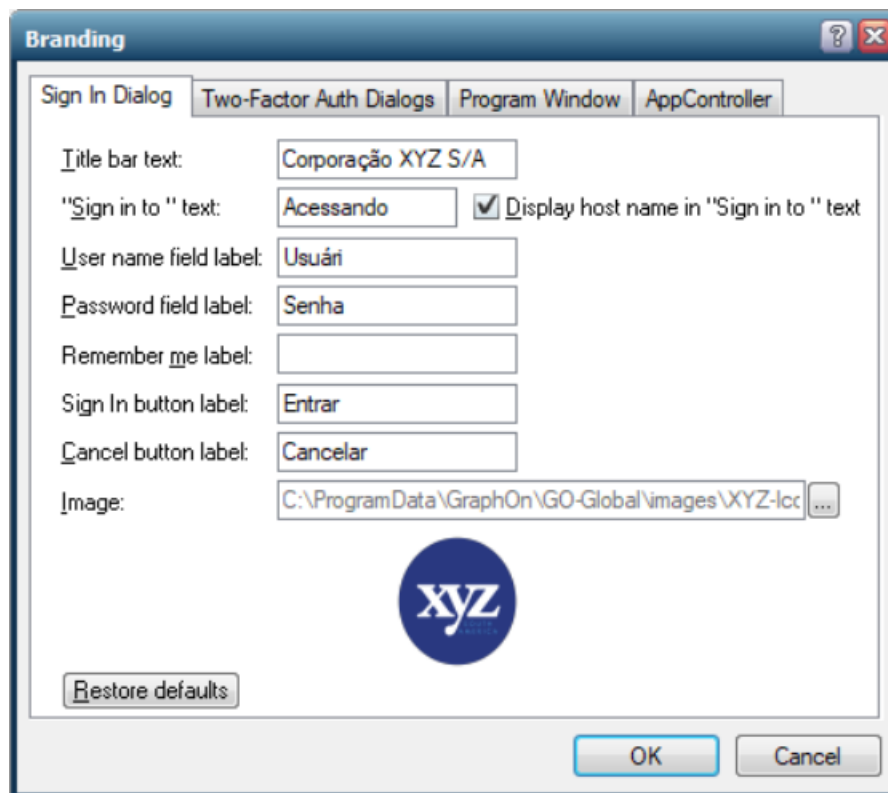 Branding
Sign In Dialog Two-Factor Auth Dialogs Program Window AppController
Title bar text: Corporação XYZ S/A
"Sign in to " text: Acessando Display host name in "Sign in to " text
User name field label: Usuári
Password field label: Senha
Remember me label:
Sign In button label: Entrar
Cancel button label: Cancelar
Image: C:\ProgramData\GraphOn\GO-Global\images\XYZ-Icc ...
xyz
SOUTH
AMERICA
Restore defaults
OK Cancel